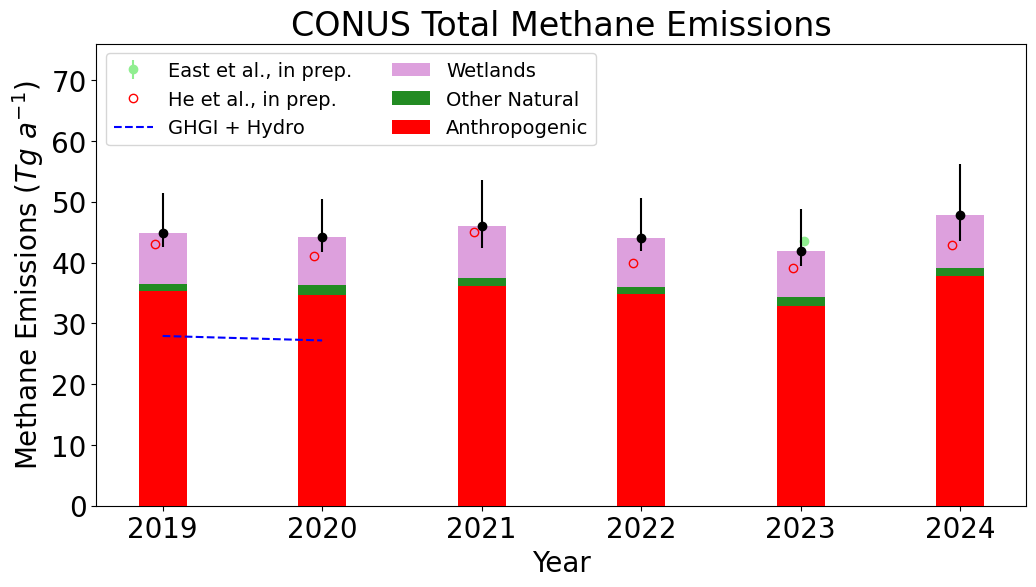 CONUS Total Methane Emissions
Methane Emissions (Tg a⁻¹)
70
60
50
40
30
20
10
0
East et al., in prep.
He et al., in prep.
GHGI + Hydro
Wetlands
Other Natural
Anthropogenic
2019 2020 2021 2022 2023 2024
Year